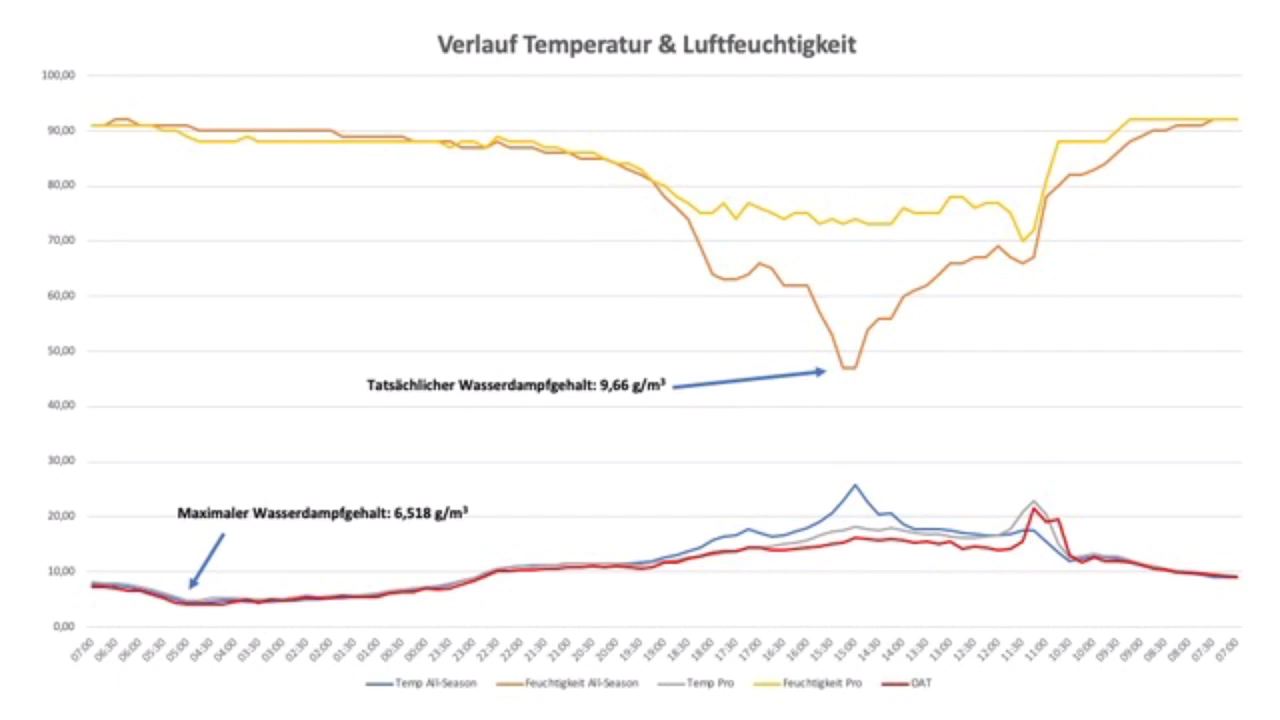 Verlauf Temperatur & Luftfeuchtigkeit
100,00
90,00
80,00
70,00
60,00
50,00
Tatsächlicher Wasserdampfgehalt: 9,66 g/m³
40,00
30,00
20,00
Maximaler Wasserdampfgehalt: 6,518 g/m³
10,00
0,00
07:00 06:30 06:00 05:30 05:00 04:30 04:00 03:30 03:00 02:30 02:00 01:30 01:00 00:30 00:00 23:30 23:00 22:30 22:00 21:30 21:00 20:30 20:00 19:30 19:00 18:30 18:00 17:30 17:00 16:30 16:00 15:30 15:00 14:30 14:00 13:30 13:00 12:30 12:00 11:30 11:00 10:30 10:00 09:30 09:00 08:30 08:00 07:30 07:00
Temp All-Season Feuchtigkeit All-Season Temp Pro Feuchtigkeit Pro OAT